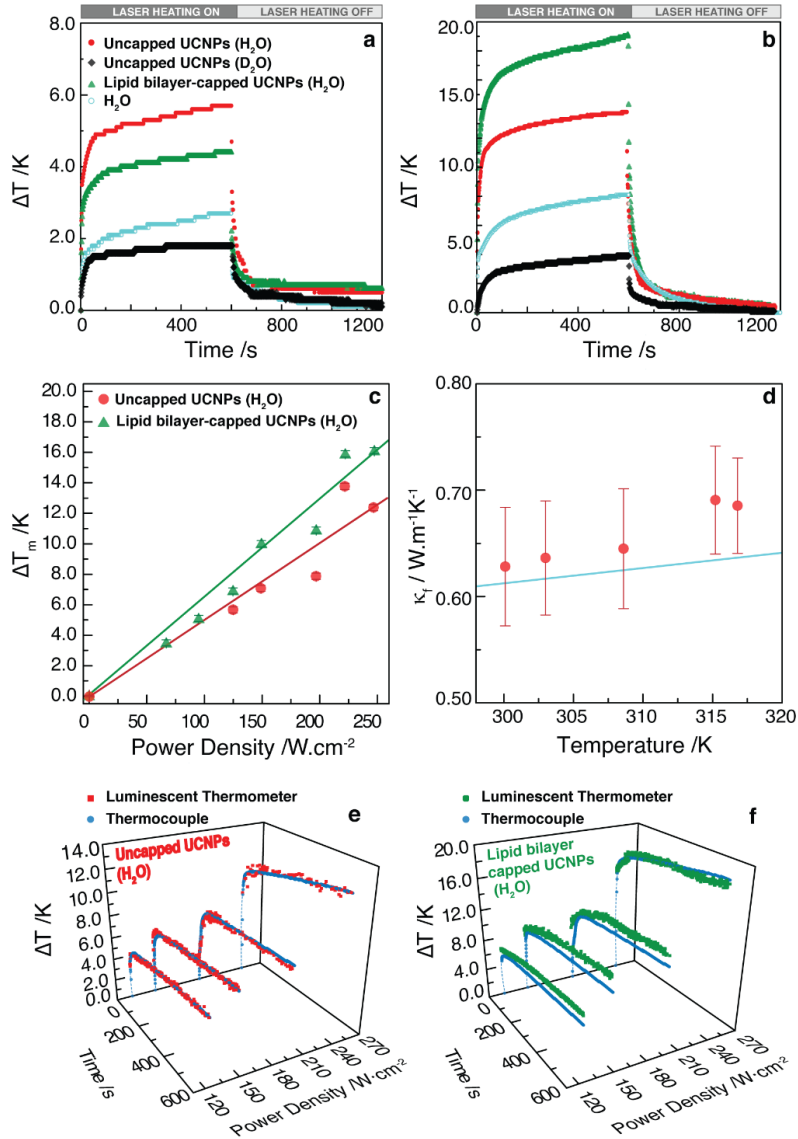 LASER HEATING ON LASER HEATING OFF
8.0
6.0
4.0
2.0
0.0
ΔT /K
a
Uncapped UCNPs (H2O)
Uncapped UCNPs (D2O)
Lipid bilayer-capped UCNPs (H2O)
H2O
0 400 800 1200
Time /s
LASER HEATING ON LASER HEATING OFF
20.0
15.0
20.0
15.0
10.0
5.0
0.0
ΔT /K
b
0 400 800 1200
Time /s
20.0
18.0
16.0
14.0
12.0
10.0
8.0
6.0
4.0
2.0
0.0
ΔTm /K
c
Uncapped UCNPs (H2O)
Lipid bilayer-capped UCNPs (H2O)
0 50 100 150 200 250
Power Density /W.cm-2
0.80
0.70
0.60
0.50
κf / W.m-1K-1
d
300 305 310 315 320
Temperature /K
Luminescent Thermometer
Thermocouple
e
Uncapped UCNPs
(H2O)
14.0
12.0
10.0
8.0
6.0
4.0
2.0
0.0
ΔT /K
0
200
400
600
Time /s
120
150
180
210
240
270
Power Density /W·cm-2
Luminescent Thermometer
Thermocouple
f
Lipid bilayer
capped UCNPs
(H2O)
20.0
16.0
12.0
8.0
4.0
0.0
ΔT /K
0
200
400
600
Time /s
120
150
180
210
240
270
Power Density /W·cm-2